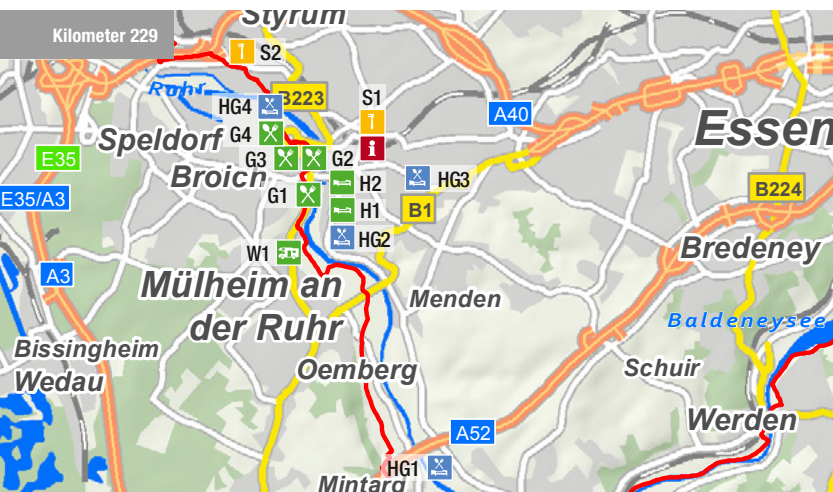 Kilometer 229
Styrum
S2
Ruhr
B223
HG4
S1
A40
Essen
Speldorf
G4
E35
G3
G2
Broich
H2
HG3
B224
E35/A3
G1
H1
B1
HG2
Bredeney
W1
A3
Mülheim an
der Ruhr
Menden
Baldeneysee
Bissingheim
Wedau
Oemberg
Schuir
Werden
A52
HG1
Mintard